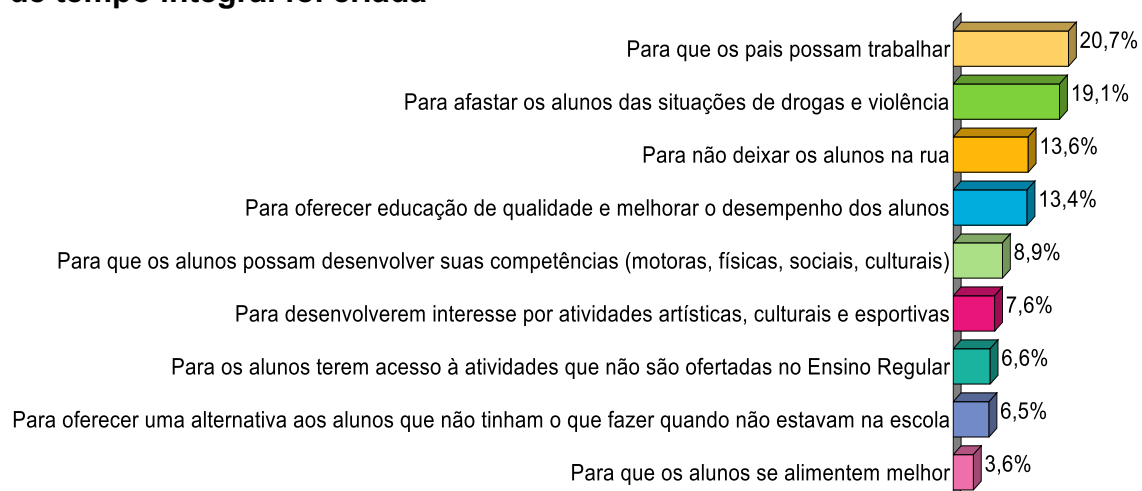 de tempo integral foi criada
Para que os pais possam trabalhar 20,7%
Para afastar os alunos das situações de drogas e violência 19,1%
Para não deixar os alunos na rua 13,6%
Para oferecer educação de qualidade e melhorar o desempenho dos alunos 13,4%
Para que os alunos possam desenvolver suas competências (motoras, físicas, sociais, culturais) 8,9%
Para desenvolverem interesse por atividades artísticas, culturais e esportivas 7,6%
Para os alunos terem acesso à atividades que não são ofertadas no Ensino Regular 6,6%
Para oferecer uma alternativa aos alunos que não tinham o que fazer quando não estavam na escola 6,5%
Para que os alunos se alimentem melhor 3,6%